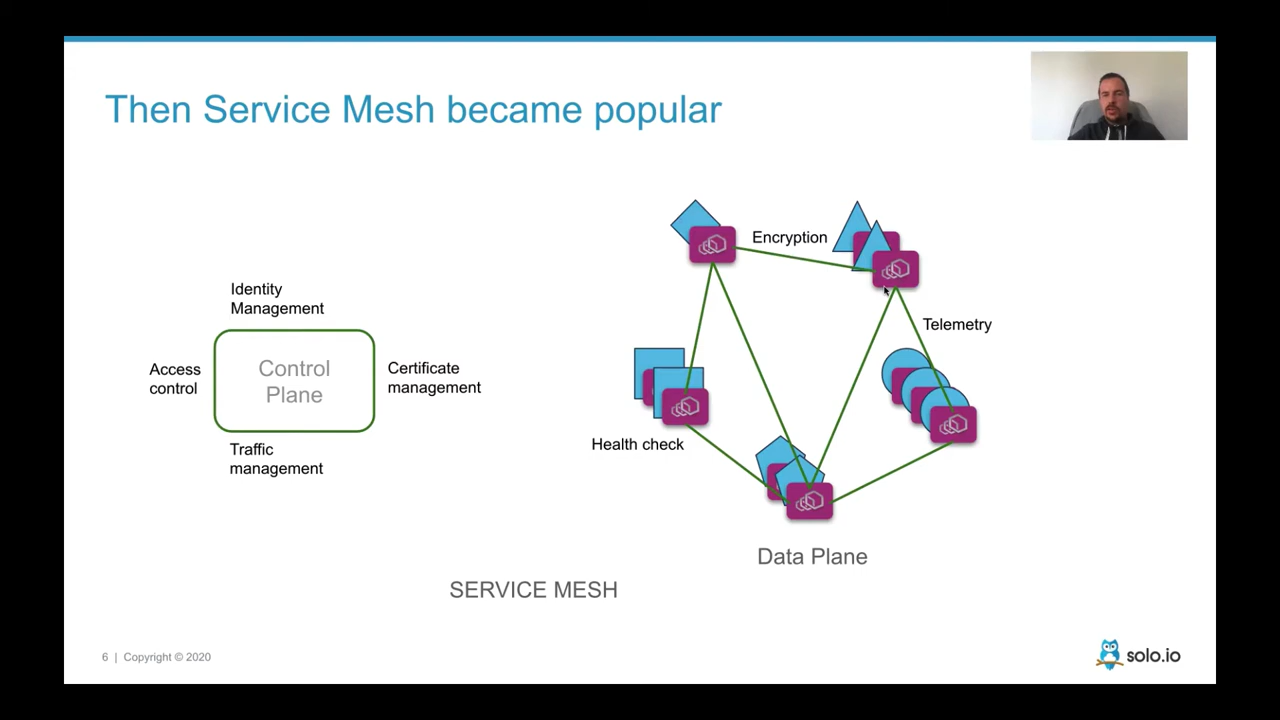 Then Service Mesh became popular
Encryption
Identity
Management
Telemetry
Access
control
Control
Plane
Certificate
management
Health check
Traffic
management
Data Plane
SERVICE MESH
6 | Copyright © 2020
solo.io